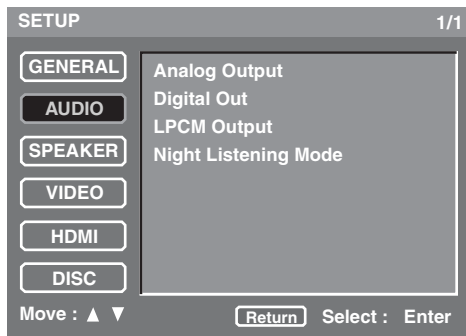 SETUP 1/1
GENERAL
AUDIO
SPEAKER
VIDEO
HDMI
DISC
Analog Output
Digital Out
LPCM Output
Night Listening Mode
Move : ▲ ▼ Return Select : Enter